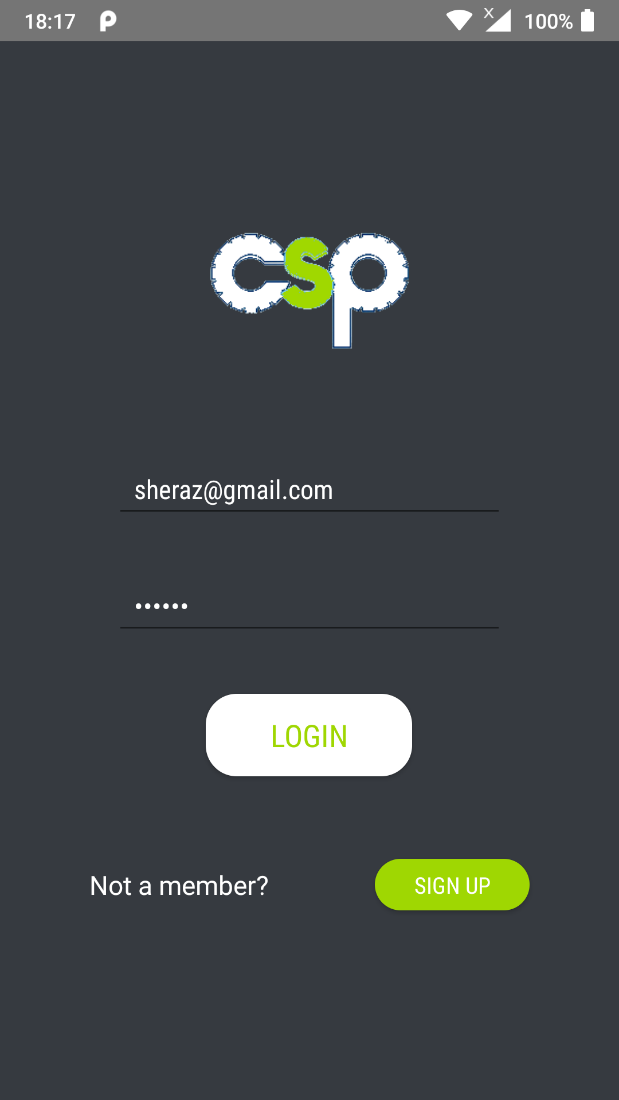 18:17 100%
csp
sheraz@gmail.com
••••••
LOGIN
Not a member? SIGN UP